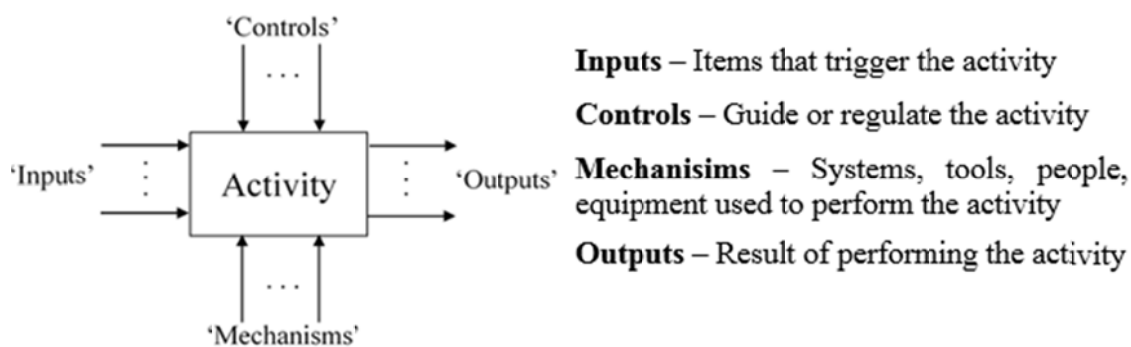 ‘Controls’
. . .
‘Inputs’
Activity
‘Outputs’
. . .
‘Mechanisms’
Inputs – Items that trigger the activity
Controls – Guide or regulate the activity
Mechanisims – Systems, tools, people,
equipment used to perform the activity
Outputs – Result of performing the activity